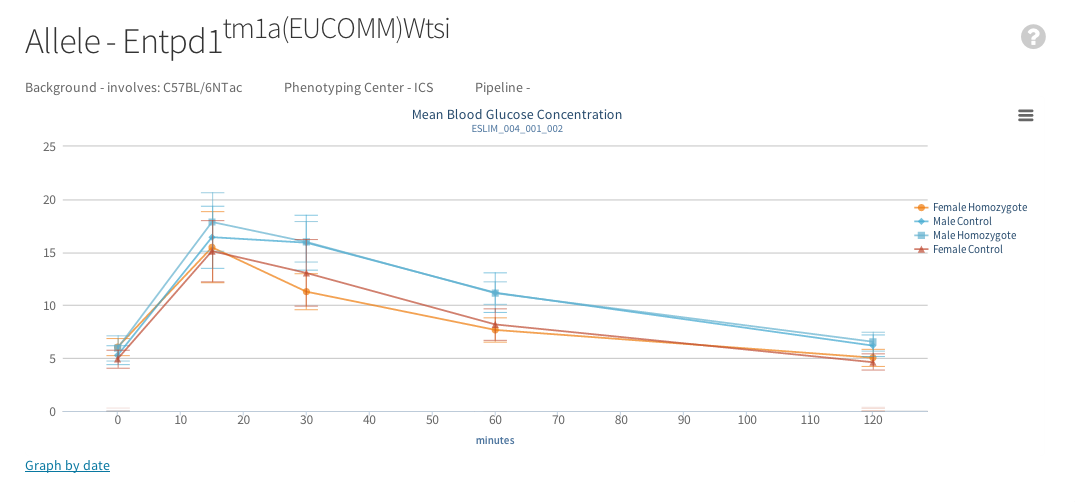 Allele - Entpd1tm1a(EUCOMM)Wtsi
?
Background - involves: C57BL/6NTac Phenotyping Center - ICS Pipeline -
Mean Blood Glucose Concentration
ESLIM_004_001_002
25
20
15
10
5
0
Female Homozygote
Male Control
Male Homozygote
Female Control
0 10 20 30 40 50 60 70 80 90 100 110 120
minutes
Graph by date